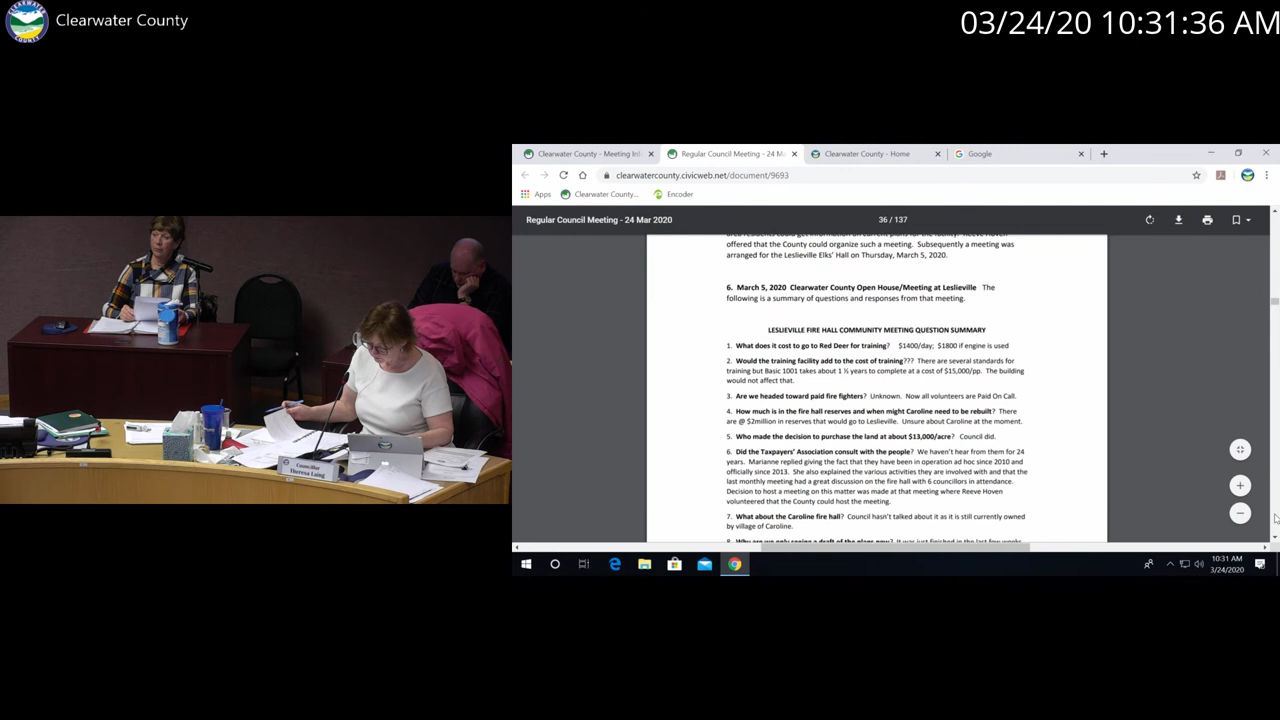 Clearwater County
03/24/20 10:31:36 AM
Clearwater County - Meeting Inf
Regular Council Meeting - 24 Ma
Clearwater County - Home
Google
clearwatercounty.civicweb.net/document/9693
Apps
Clearwater County...
Encoder
Regular Council Meeting - 24 Mar 2020
36 / 137
offered that the County could organize such a meeting. Subsequently a meeting was
arranged for the Leslieville Elks' Hall on Thursday, March 5, 2020.
6. March 5, 2020 Clearwater County Open House/Meeting at Leslieville The
following is a summary of questions and responses from that meeting.
LESLIEVILLE FIRE HALL COMMUNITY MEETING QUESTION SUMMARY
1. What does it cost to go to Red Deer for training? $1400/day; $1800 if engine is used
2. Would the training facility add to the cost of training??? There are several standards for
training but Basic 1001 takes about 1 ½ years to complete at a cost of $15,000/pp. The building
would not affect that.
3. Are we headed toward paid fire fighters? Unknown. Now all volunteers are Paid On Call.
4. How much is in the fire hall reserves and when might Caroline need to be rebuilt? There
are @ $2million in reserves that would go to Leslieville. Unsure about Caroline at the moment.
5. Who made the decision to purchase the land at about $13,000/acre? Council did.
6. Did the Taxpayers' Association consult with the people? We haven't hear from them for 24
years. Marianne replied giving the fact that they have been in operation ad hoc since 2010 and
officially since 2013. She also explained the various activities they are involved with and that the
last monthly meeting had a great discussion on the fire hall with 6 councillors in attendance.
Decision to host a meeting on this matter was made at that meeting where Reeve Hoven
volunteered that the County could host the meeting.
7. What about the Caroline fire hall? Council hasn't talked about it as it is still currently owned
by village of Caroline.
Councillor
Theresa Laing
10:31 AM
3/24/2020